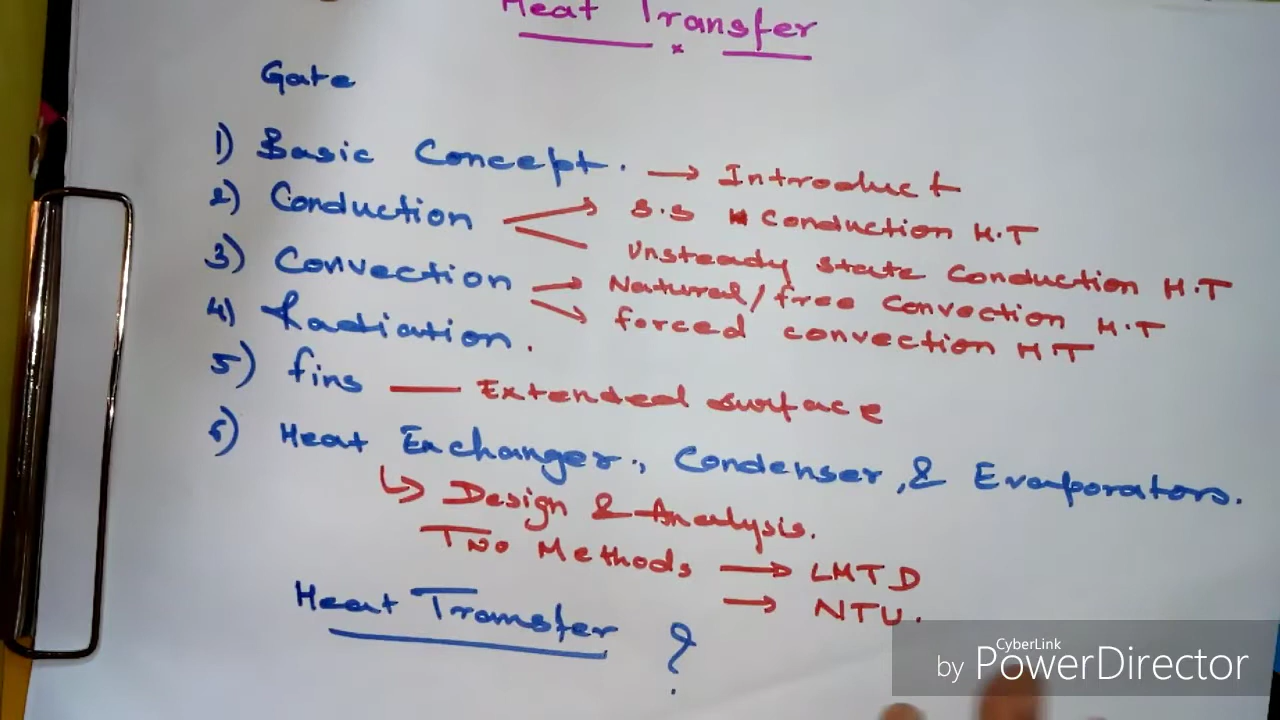 Heat Transfer
Gate
1) Basic Concept. → Introduct
2) Conduction → S.S Conduction H.T
Unsteady state Conduction H.T
3) Convection → Natural/free Convection H.T
→ forced convection HT
4) Radiation.
5) fins — Extended surface
6) Heat Exchanger., Condenser, & Evaporators.
↳ Design & Analysis.
Two Methods → LMTD
→ NTU.
Heat Transfer ?
CyberLink
by PowerDirector